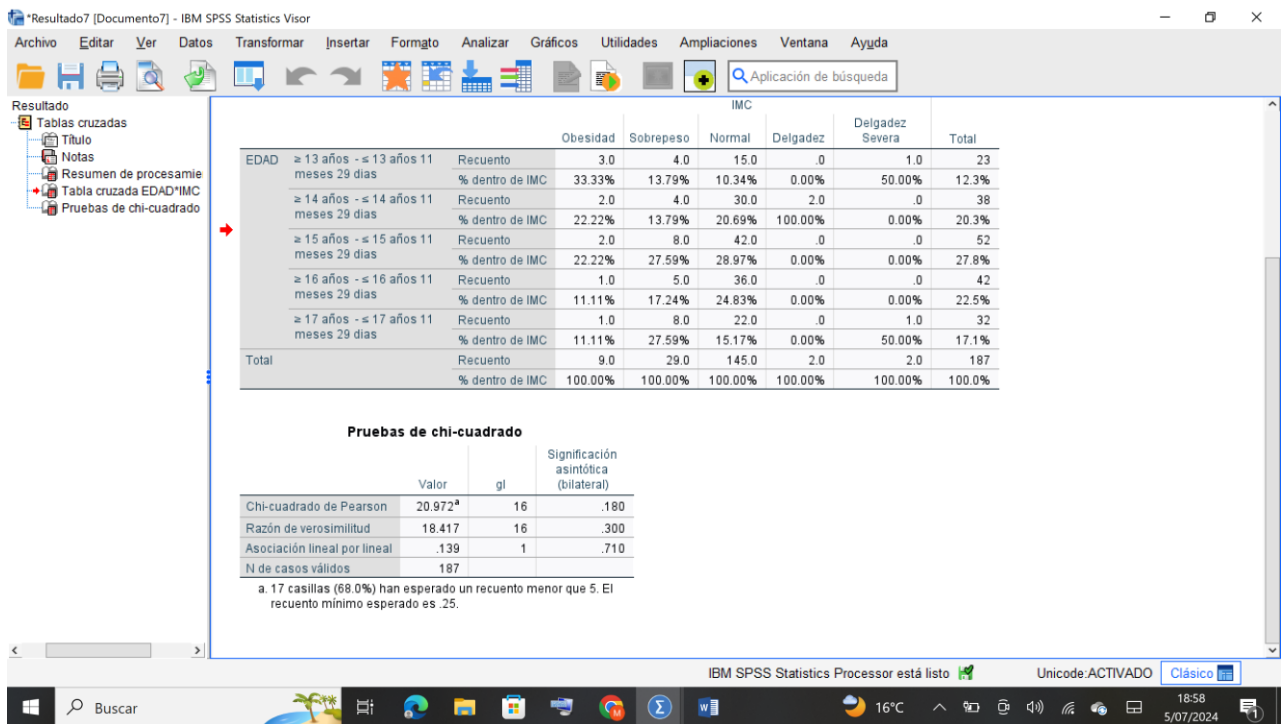 *Resultado7 [Documento7] - IBM SPSS Statistics Visor
Archivo Editar Ver Datos Transformar Insertar Formato Analizar Gráficos Utilidades Ampliaciones Ventana Ayuda
Aplicación de búsqueda
Resultado
Tablas cruzadas
Título
Notas
Resumen de procesamie
Tabla cruzada EDAD*IMC
Pruebas de chi-cuadrado
IMC
Obesidad Sobrepeso Normal Delgadez Delgadez Severa Total
EDAD ≥ 13 años - ≤ 13 años 11 meses 29 dias Recuento 3.0 4.0 15.0 .0 1.0 23
% dentro de IMC 33.33% 13.79% 10.34% 0.00% 50.00% 12.3%
≥ 14 años - ≤ 14 años 11 meses 29 dias Recuento 2.0 4.0 30.0 2.0 .0 38
% dentro de IMC 22.22% 13.79% 20.69% 100.00% 0.00% 20.3%
≥ 15 años - ≤ 15 años 11 meses 29 dias Recuento 2.0 8.0 42.0 .0 .0 52
% dentro de IMC 22.22% 27.59% 28.97% 0.00% 0.00% 27.8%
≥ 16 años - ≤ 16 años 11 meses 29 dias Recuento 1.0 5.0 36.0 .0 .0 42
% dentro de IMC 11.11% 17.24% 24.83% 0.00% 0.00% 22.5%
≥ 17 años - ≤ 17 años 11 meses 29 dias Recuento 1.0 8.0 22.0 .0 1.0 32
% dentro de IMC 11.11% 27.59% 15.17% 0.00% 50.00% 17.1%
Total Recuento 9.0 29.0 145.0 2.0 2.0 187
% dentro de IMC 100.00% 100.00% 100.00% 100.00% 100.00% 100.0%
Pruebas de chi-cuadrado
Valor gl Significación asintótica (bilateral)
Chi-cuadrado de Pearson 20.972a 16 .180
Razón de verosimilitud 18.417 16 .300
Asociación lineal por lineal .139 1 .710
N de casos válidos 187
a. 17 casillas (68.0%) han esperado un recuento menor que 5. El
recuento mínimo esperado es .25.
IBM SPSS Statistics Processor está listo Unicode:ACTIVADO Clásico
Buscar 16°C 18:58
5/07/2024